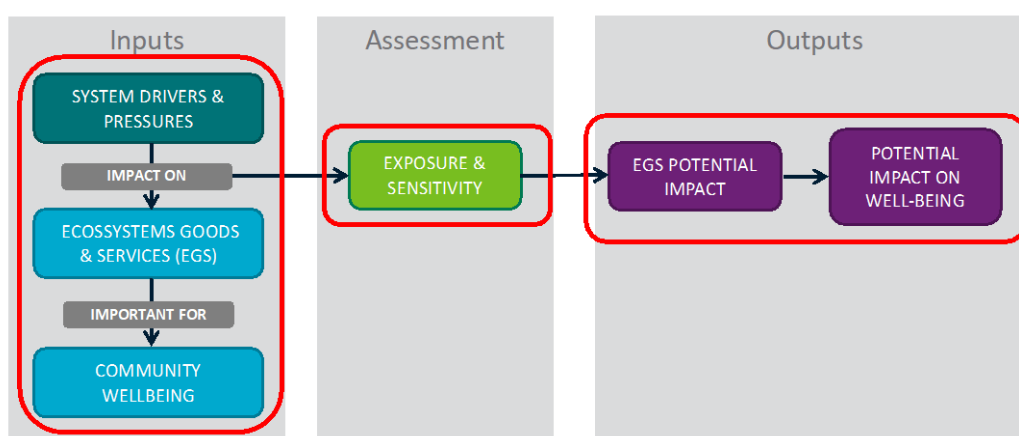 Inputs
SYSTEM DRIVERS &
PRESSURES
IMPACT ON
ECOSSYSTEMS GOODS
& SERVICES (EGS)
IMPORTANT FOR
COMMUNITY
WELLBEING
Assessment
EXPOSURE &
SENSITIVITY
Outputs
EGS POTENTIAL
IMPACT
POTENTIAL
IMPACT ON
WELL-BEING